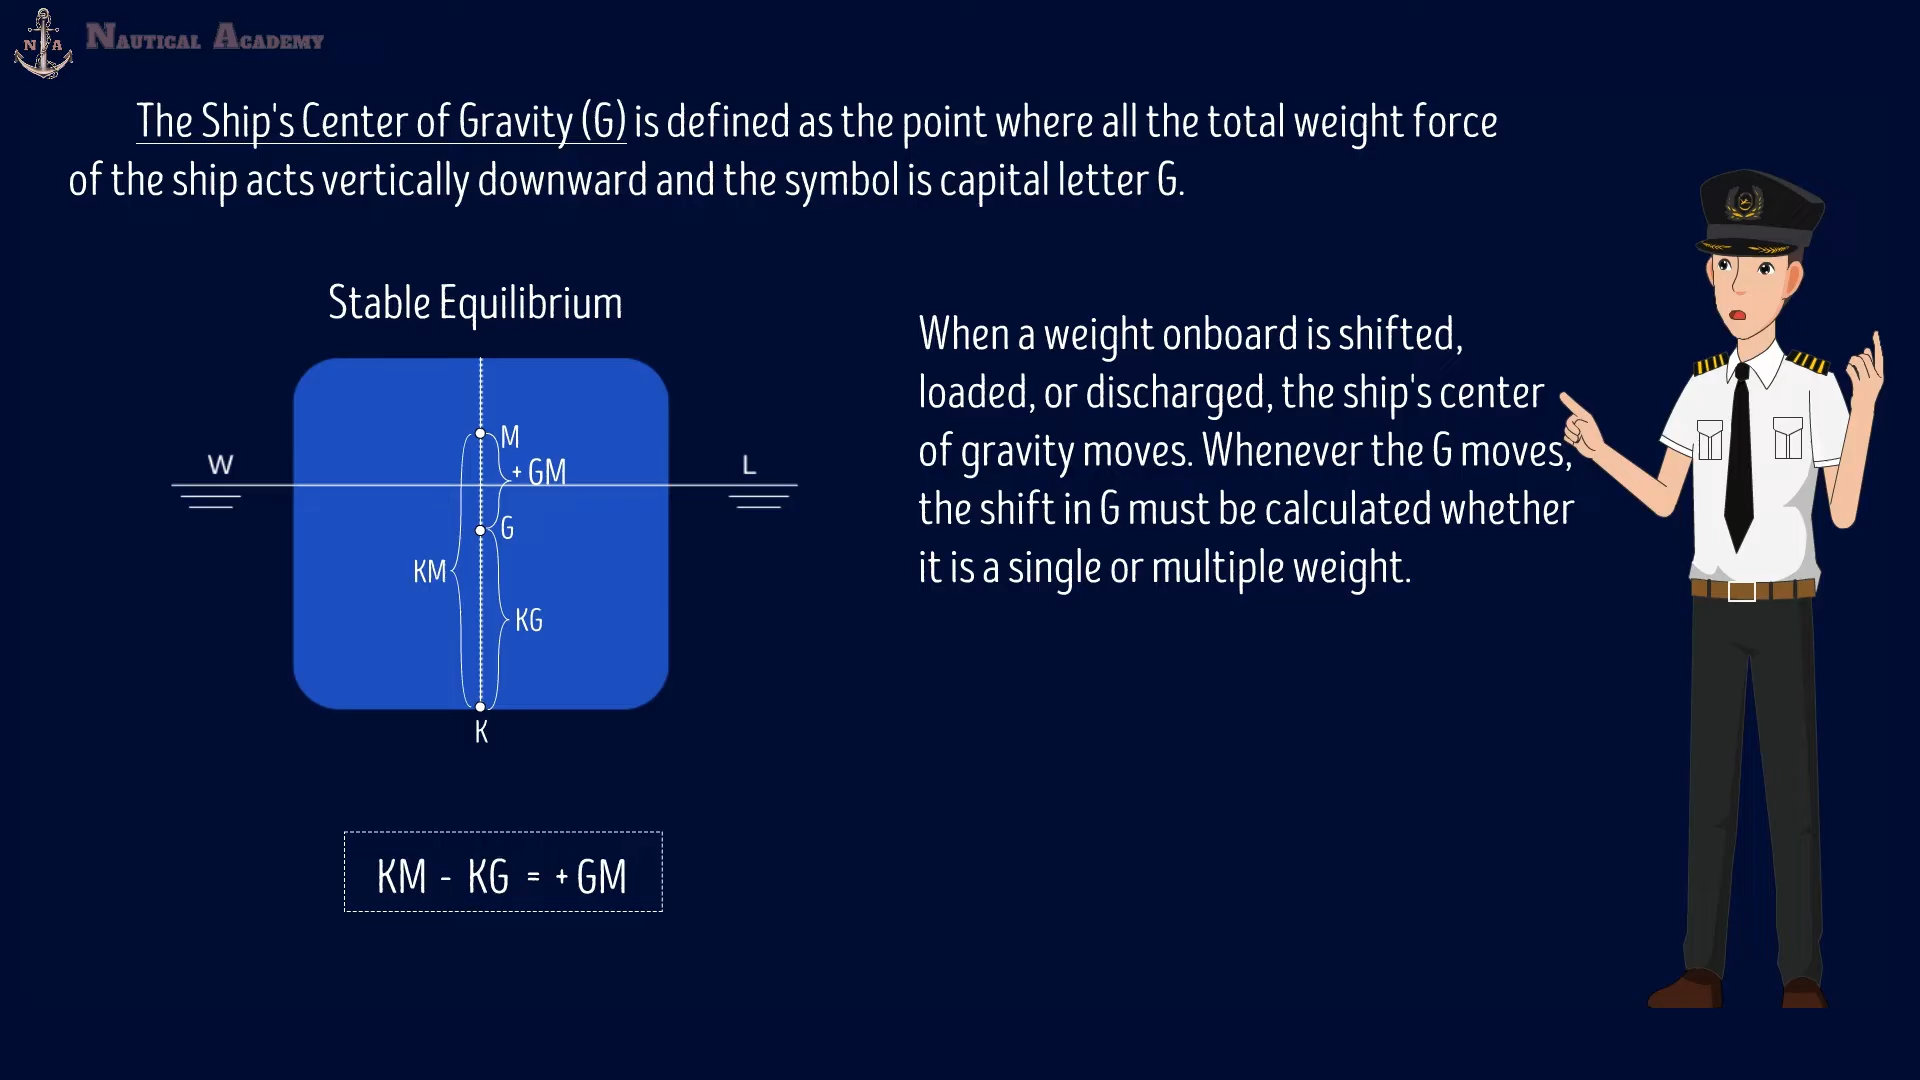 N A
NAUTICAL ACADEMY
The Ship's Center of Gravity (G) is defined as the point where all the total weight force
of the ship acts vertically downward and the symbol is capital letter G.
Stable Equilibrium
When a weight onboard is shifted,
loaded, or discharged, the ship's center
of gravity moves. Whenever the G moves,
the shift in G must be calculated whether
it is a single or multiple weight.
M
W
+ GM
L
G
KM
KG
K
KM - KG = + GM